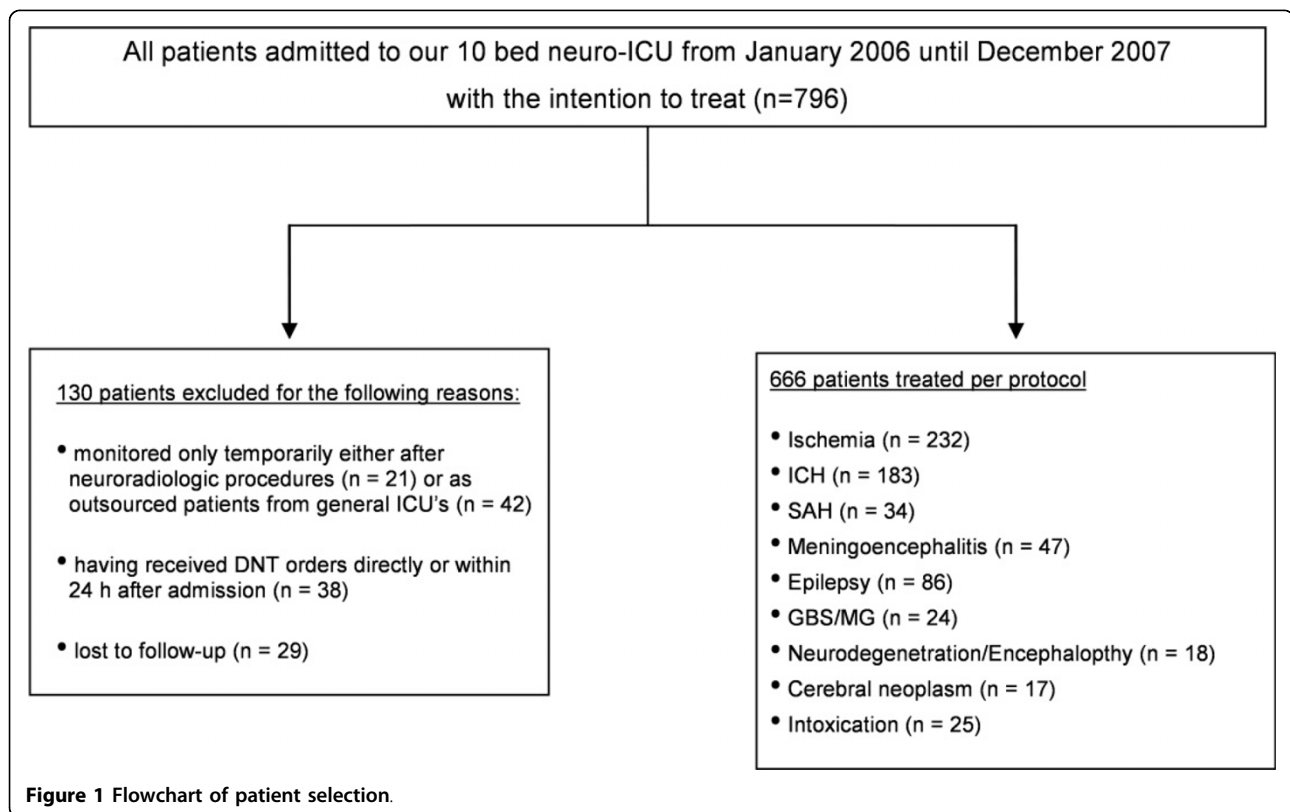 All patients admitted to our 10 bed neuro-ICU from January 2006 until December 2007
with the intention to treat (n=796)
130 patients excluded for the following reasons:
• monitored only temporarily either after
neuroradiologic procedures (n = 21) or as
outsourced patients from general ICU's (n = 42)
• having received DNT orders directly or within
24 h after admission (n = 38)
• lost to follow-up (n = 29)
666 patients treated per protocol
• Ischemia (n = 232)
• ICH (n = 183)
• SAH (n = 34)
• Meningoencephalitis (n = 47)
• Epilepsy (n = 86)
• GBS/MG (n = 24)
• Neurodegenetration/Encephalopthy (n = 18)
• Cerebral neoplasm (n = 17)
• Intoxication (n = 25)
Figure 1 Flowchart of patient selection.